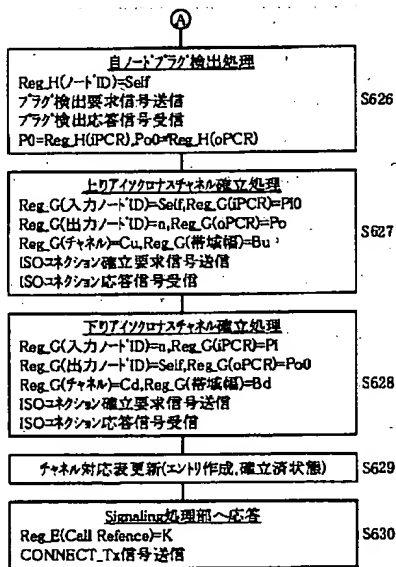 A
自ノードプラグ検出処理
Reg_H(ノードID)=Self
プラグ検出要求信号送信
プラグ検出応答信号受信
P0=Reg_H(iPCR),Po0=Reg_H(oPCR)
S626
上りアイソクロナスチャネル確立処理
Reg_G(入力ノードID)=Self,Reg_G(iPCR)=Pi0
Reg_G(出力ノードID)=n,Reg_G(oPCR)=Po
Reg_G(チャネル)=Cu,Reg_G(帯域幅)=Bu
ISOコネクション確立要求信号送信
ISOコネクション応答信号受信
S627
下りアイソクロナスチャネル確立処理
Reg_G(入力ノードID)=n,Reg_G(iPCR)=Pi
Reg_G(出力ノードID)=Self,Reg_G(oPCR)=Po0
Reg_G(チャネル)=Cd,Reg_G(帯域幅)=Bd
ISOコネクション確立要求信号送信
ISOコネクション応答信号受信
S628
チャネル対応表更新(エントリ作成,確立済状態)
S629
Signaling処理部へ応答
Reg_E(Call Refence)=K
CONNECT_Tx信号送信
S630